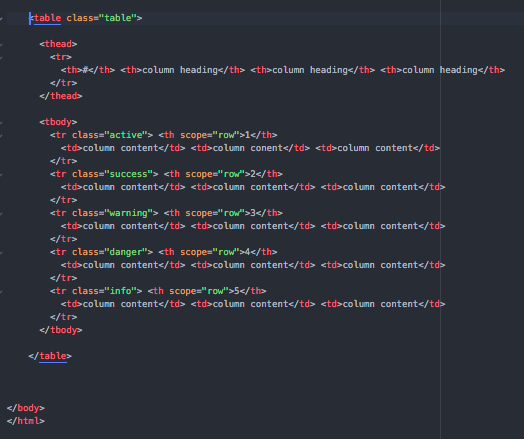 <table class="table">
<thead>
<tr>
<th>#</th> <th>column heading</th> <th>column heading</th> <th>column heading</th>
</tr>
</thead>
<tbody>
<tr class="active"> <th scope="row">1</th>
<td>column content</td> <td>column conent</td> <td>column content</td>
</tr>
<tr class="success"> <th scope="row">2</th>
<td>column content</td> <td>column content</td> <td>column content</td>
</tr>
<tr class="warning"> <th scope="row">3</th>
<td>column content</td> <td>column content</td> <td>column content</td>
</tr>
<tr class="danger"> <th scope="row">4</th>
<td>column content</td> <td>column content</td> <td>column content</td>
</tr>
<tr class="info"> <th scope="row">5</th>
<td>column content</td> <td>column content</td> <td>column content</td>
</tr>
</tbody>
</table>
</body>
</html>